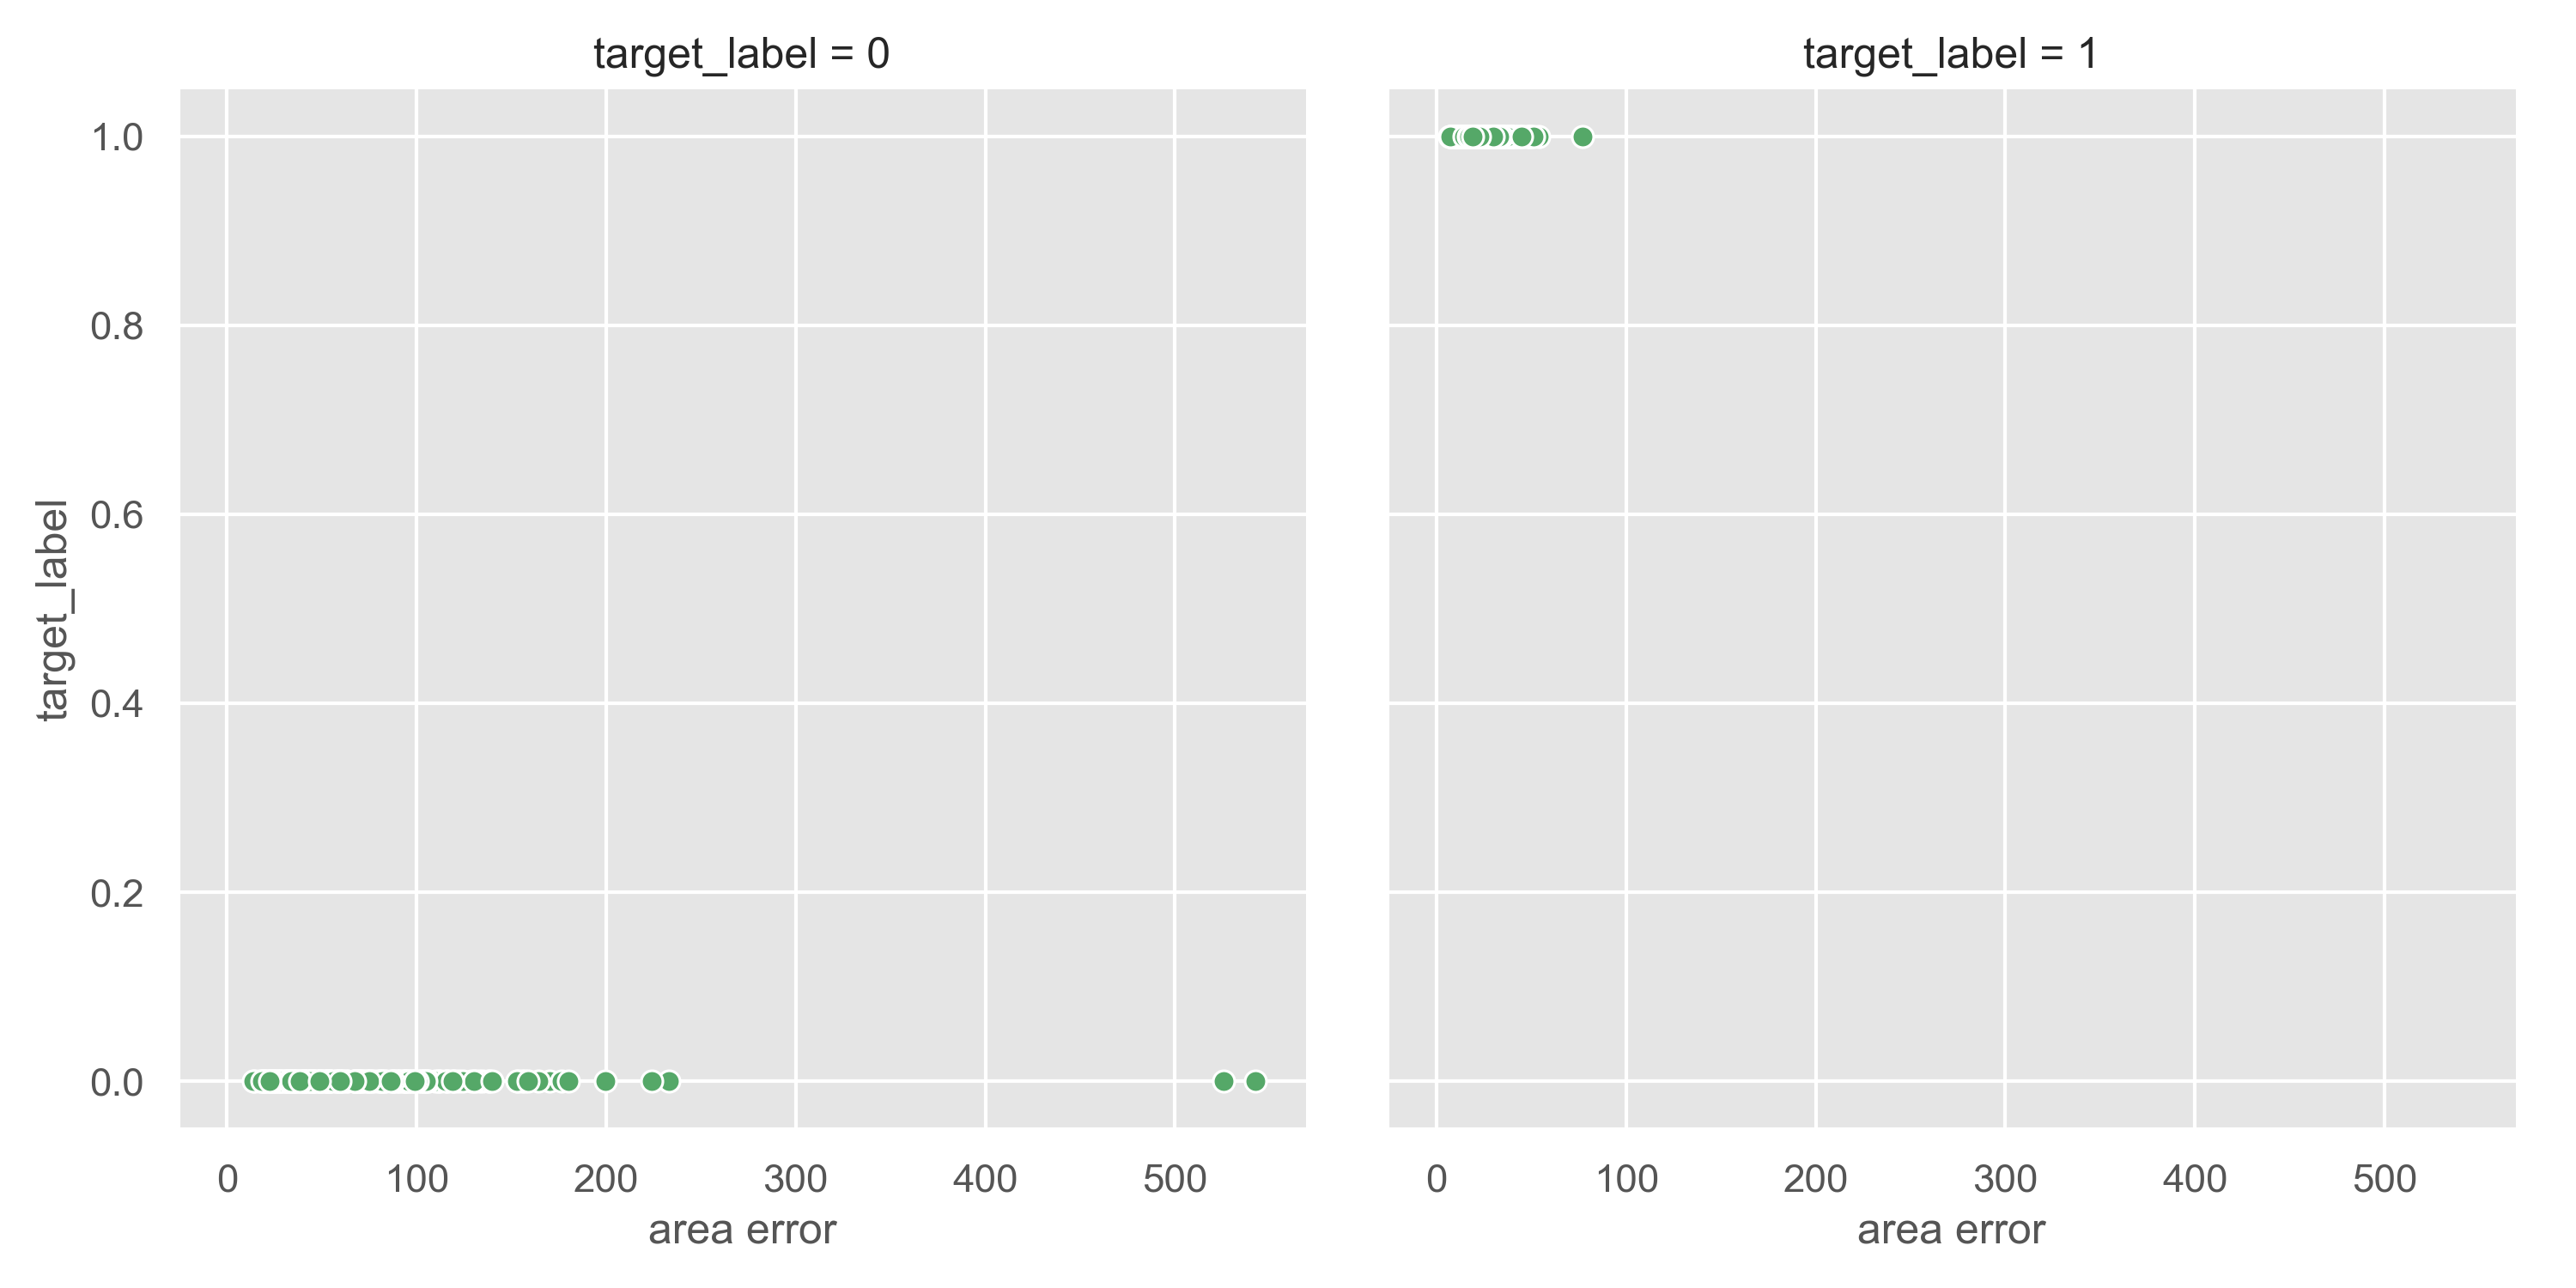 target_label = 0
target_label = 1
target_label
1.0
0.8
0.6
0.4
0.2
0.0
0 100 200 300 400 500
0 100 200 300 400 500
area error
area error